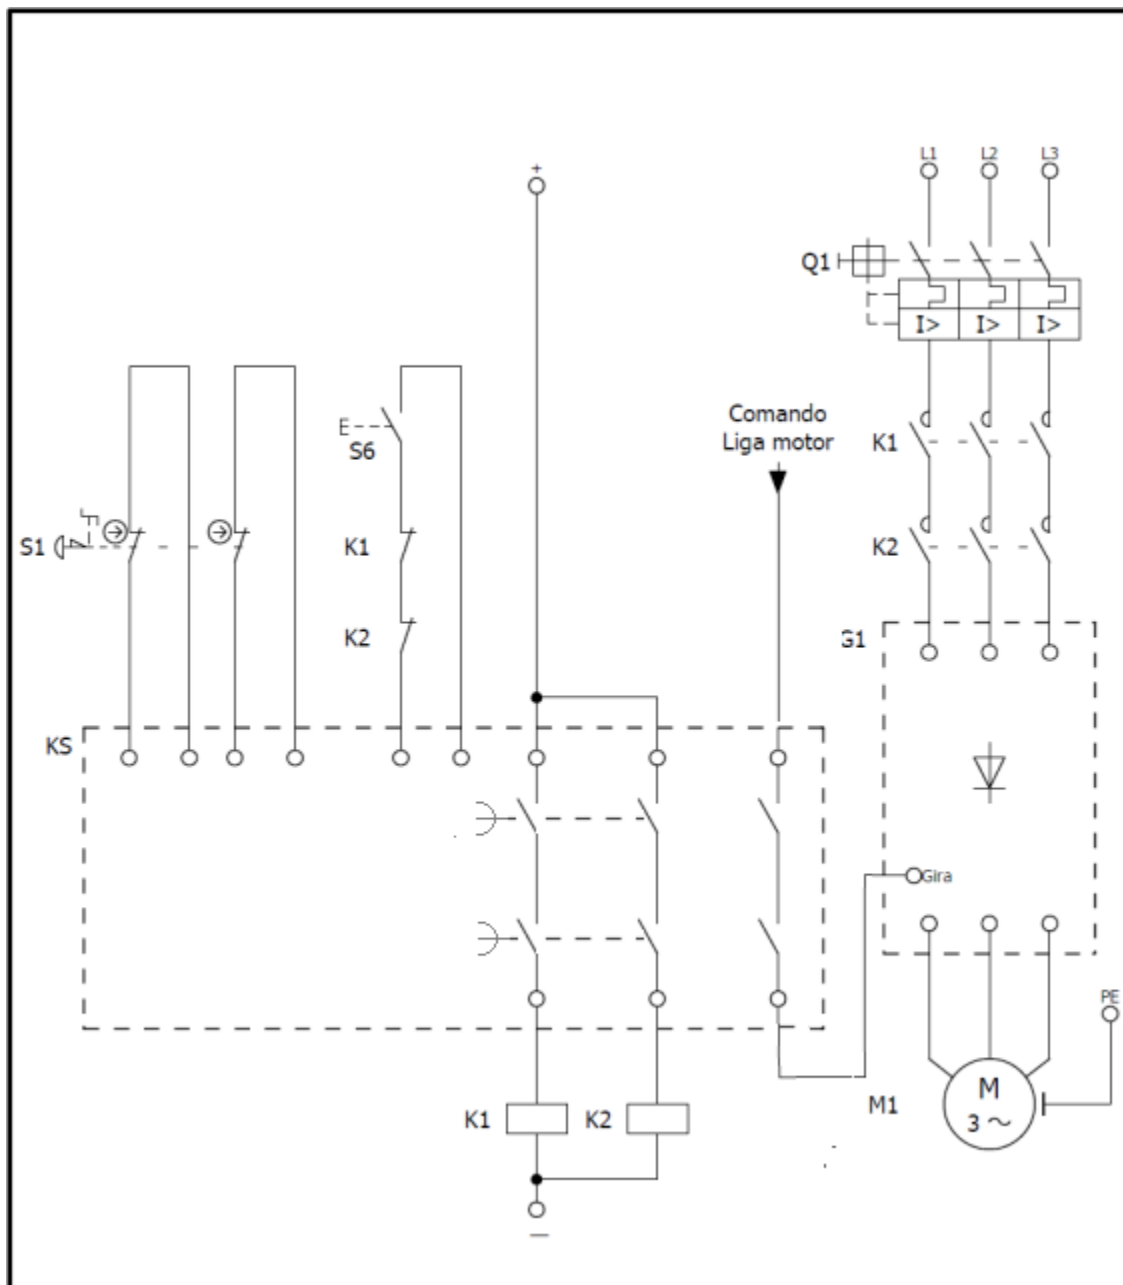 L1 L2 L3
+
Q1
I> I> I>
Comando
Liga motor
E
S6
K1
S1
K1
K2
K2
G1
KS
Gira
PE
K1
K2
M1
M
3 ~
—